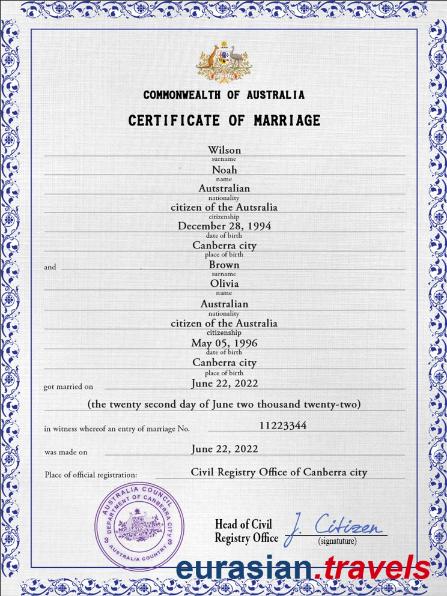 COMMONWEALTH OF AUSTRALIA
CERTIFICATE OF MARRIAGE
Wilson
surname
Noah
name
Autstralian
nationality
citizen of the Autsralia
citizenship
December 28, 1994
date of birth
Canberra city
place of birth
and
Brown
surname
Olivia
name
Australian
nationality
citizen of the Australia
citizenship
May 05, 1996
date of birth
Canberra city
place of birth
got married on June 22, 2022
(the twenty second day of June two thousand twenty-two)
in witness whereof an entry of marriage No. 11223344
was made on June 22, 2022
Place of official registration: Civil Registry Office of Canberra city
AUSTRALIA COUNCIL
DEPARTMENT OF CANBERRA CITY
AUSTRALIA COUNTRY
Head of Civil
Registry Office
J. Citizen
(signatuture)
eurasian.travels